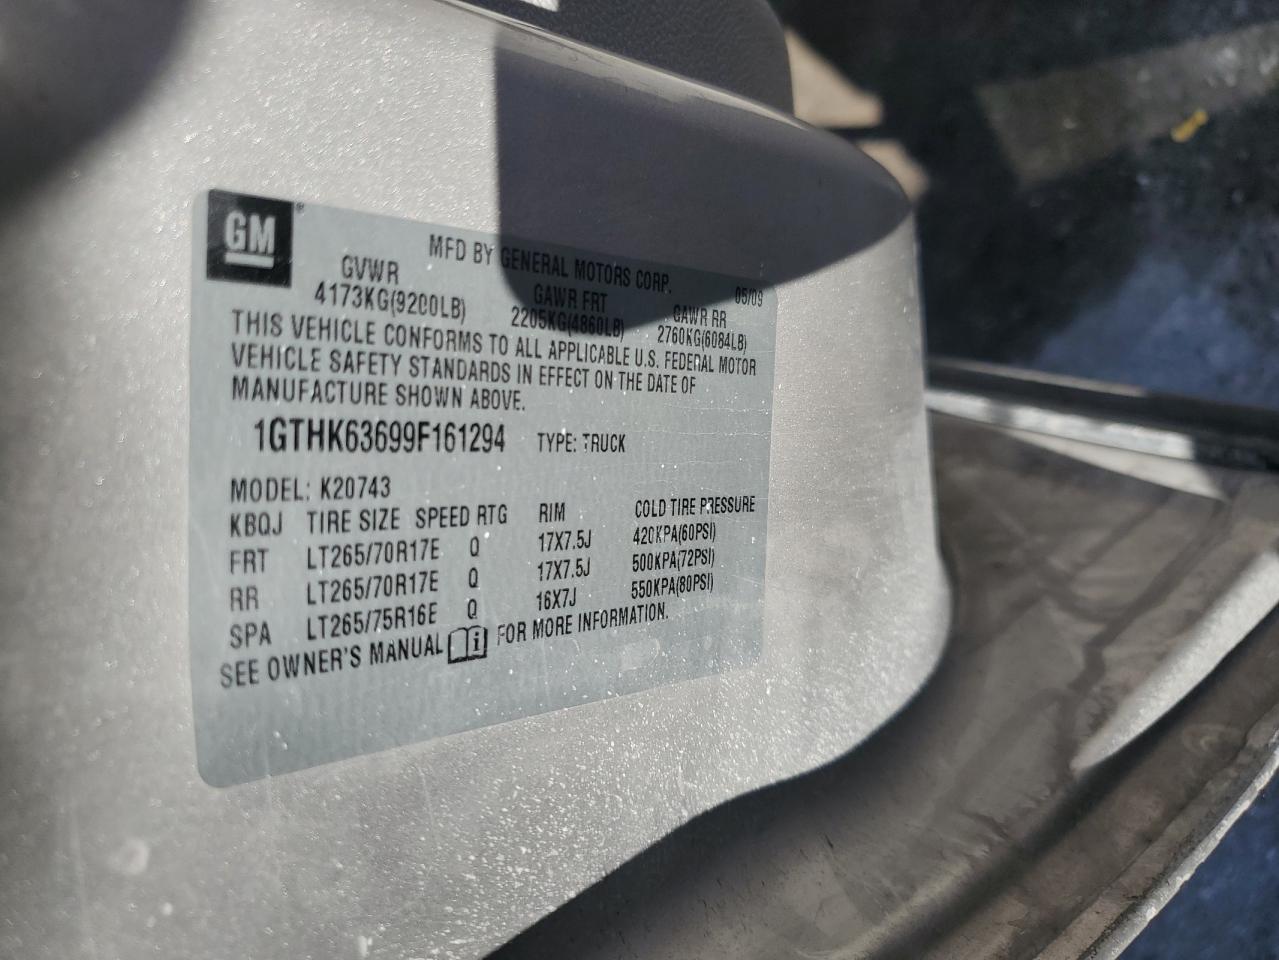 GM®
MFD BY GENERAL MOTORS CORP. 05/09
GVWR GAWR FRT GAWR RR
4173KG(9200LB) 2205KG(4860LB) 2760KG(6084LB)
THIS VEHICLE CONFORMS TO ALL APPLICABLE U.S. FEDERAL MOTOR
VEHICLE SAFETY STANDARDS IN EFFECT ON THE DATE OF
MANUFACTURE SHOWN ABOVE.
1GTHK63699F161294 TYPE: TRUCK
MODEL: K20743
KBQJ TIRE SIZE SPEED RTG RIM COLD TIRE PRESSURE
FRT LT265/70R17E Q 17X7.5J 420KPA(60PSI)
RR LT265/70R17E Q 17X7.5J 500KPA(72PSI)
SPA LT265/75R16E Q 16X7J 550KPA(80PSI)
SEE OWNER'S MANUAL i FOR MORE INFORMATION.